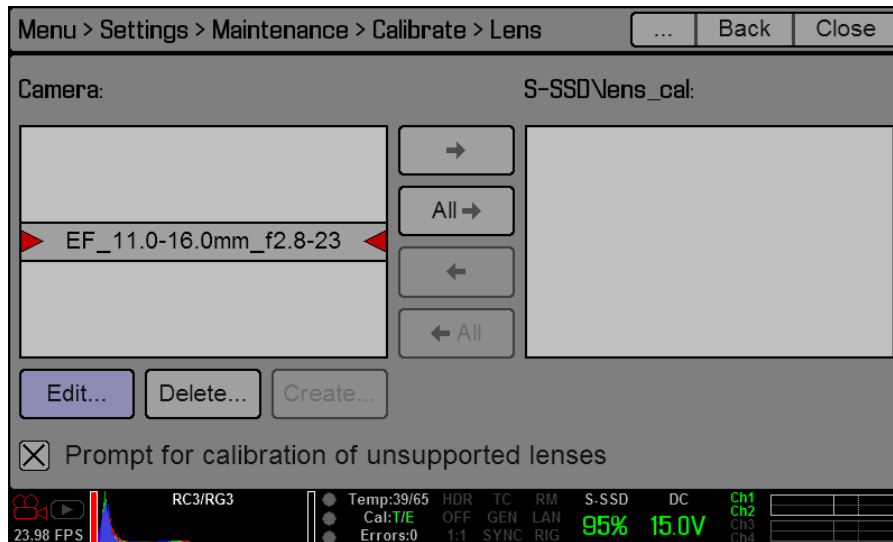 Menu > Settings > Maintenance > Calibrate > Lens ... Back Close
Camera: S-SSD\lens_cal:
→
All →
EF_11.0-16.0mm_f2.8-23
←
← All
Edit... Delete... Create...
Prompt for calibration of unsupported lenses
RC3/RG3 Temp:39/65 HDR TC RM S-SSD DC Ch1
Cal:T/E OFF GEN LAN 95% 15.0V Ch2
23.98 FPS Errors:0 1:1 SYNC RIG Ch3
Ch4